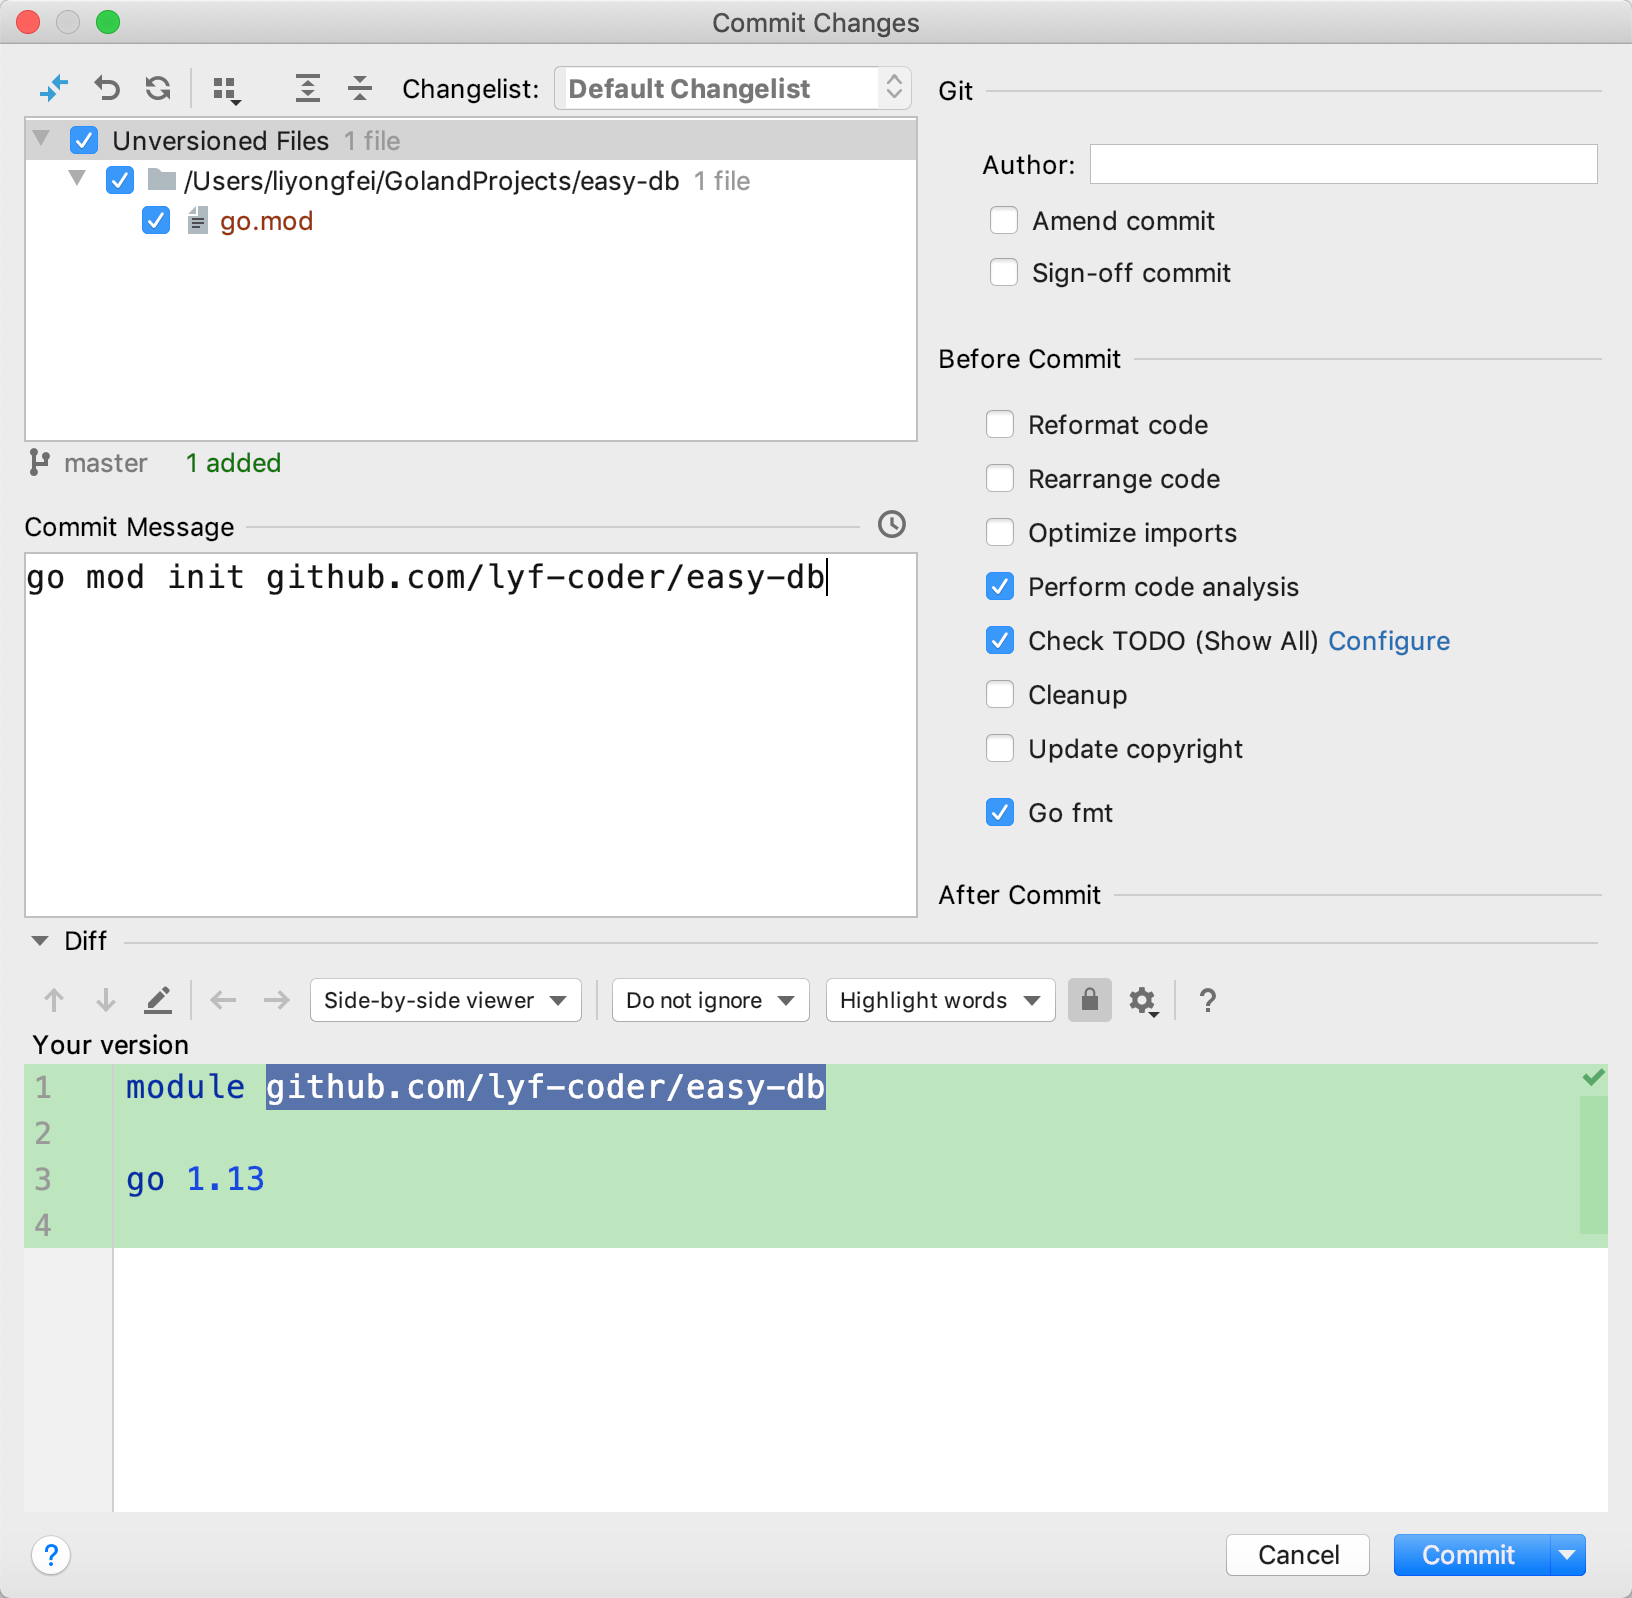 Commit Changes
Changelist: Default Changelist
Unversioned Files 1 file
/Users/liyongfei/GolandProjects/easy-db 1 file
go.mod
master 1 added
Commit Message
go mod init github.com/lyf-coder/easy-db
Git
Author:
Amend commit
Sign-off commit
Before Commit
Reformat code
Rearrange code
Optimize imports
Perform code analysis
Check TODO (Show All) Configure
Cleanup
Update copyright
Go fmt
After Commit
Diff
Side-by-side viewer Do not ignore Highlight words ?
Your version
1 module github.com/lyf-coder/easy-db
2
3 go 1.13
4
? Cancel Commit